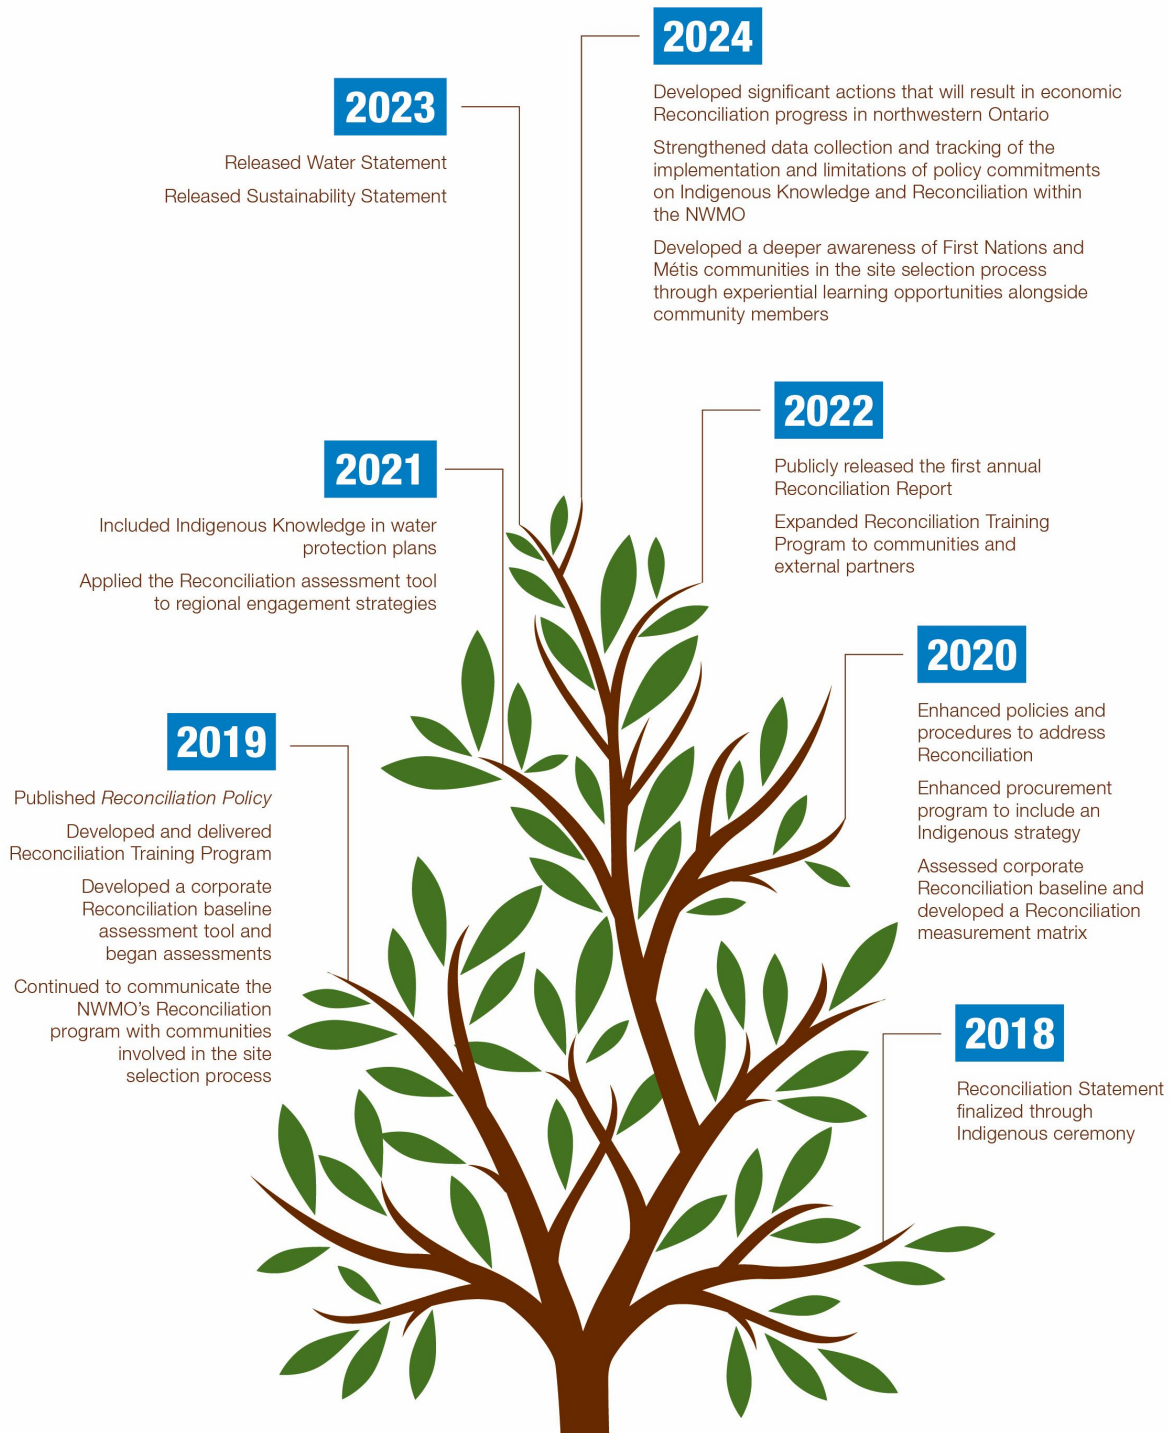 2024
Developed significant actions that will result in economic
Reconciliation progress in northwestern Ontario
Strengthened data collection and tracking of the
implementation and limitations of policy commitments
on Indigenous Knowledge and Reconciliation within
the NWMO
Developed a deeper awareness of First Nations and
Métis communities in the site selection process
through experiential learning opportunities alongside
community members
2023
Released Water Statement
Released Sustainability Statement
2022
Publicly released the first annual
Reconciliation Report
Expanded Reconciliation Training
Program to communities and
external partners
2021
Included Indigenous Knowledge in water
protection plans
Applied the Reconciliation assessment tool
to regional engagement strategies
2020
Enhanced policies and
procedures to address
Reconciliation
Enhanced procurement
program to include an
Indigenous strategy
Assessed corporate
Reconciliation baseline and
developed a Reconciliation
measurement matrix
2019
Published Reconciliation Policy
Developed and delivered
Reconciliation Training Program
Developed a corporate
Reconciliation baseline
assessment tool and
began assessments
Continued to communicate the
NWMO’s Reconciliation
program with communities
involved in the site
selection process
2018
Reconciliation Statement
finalized through
Indigenous ceremony